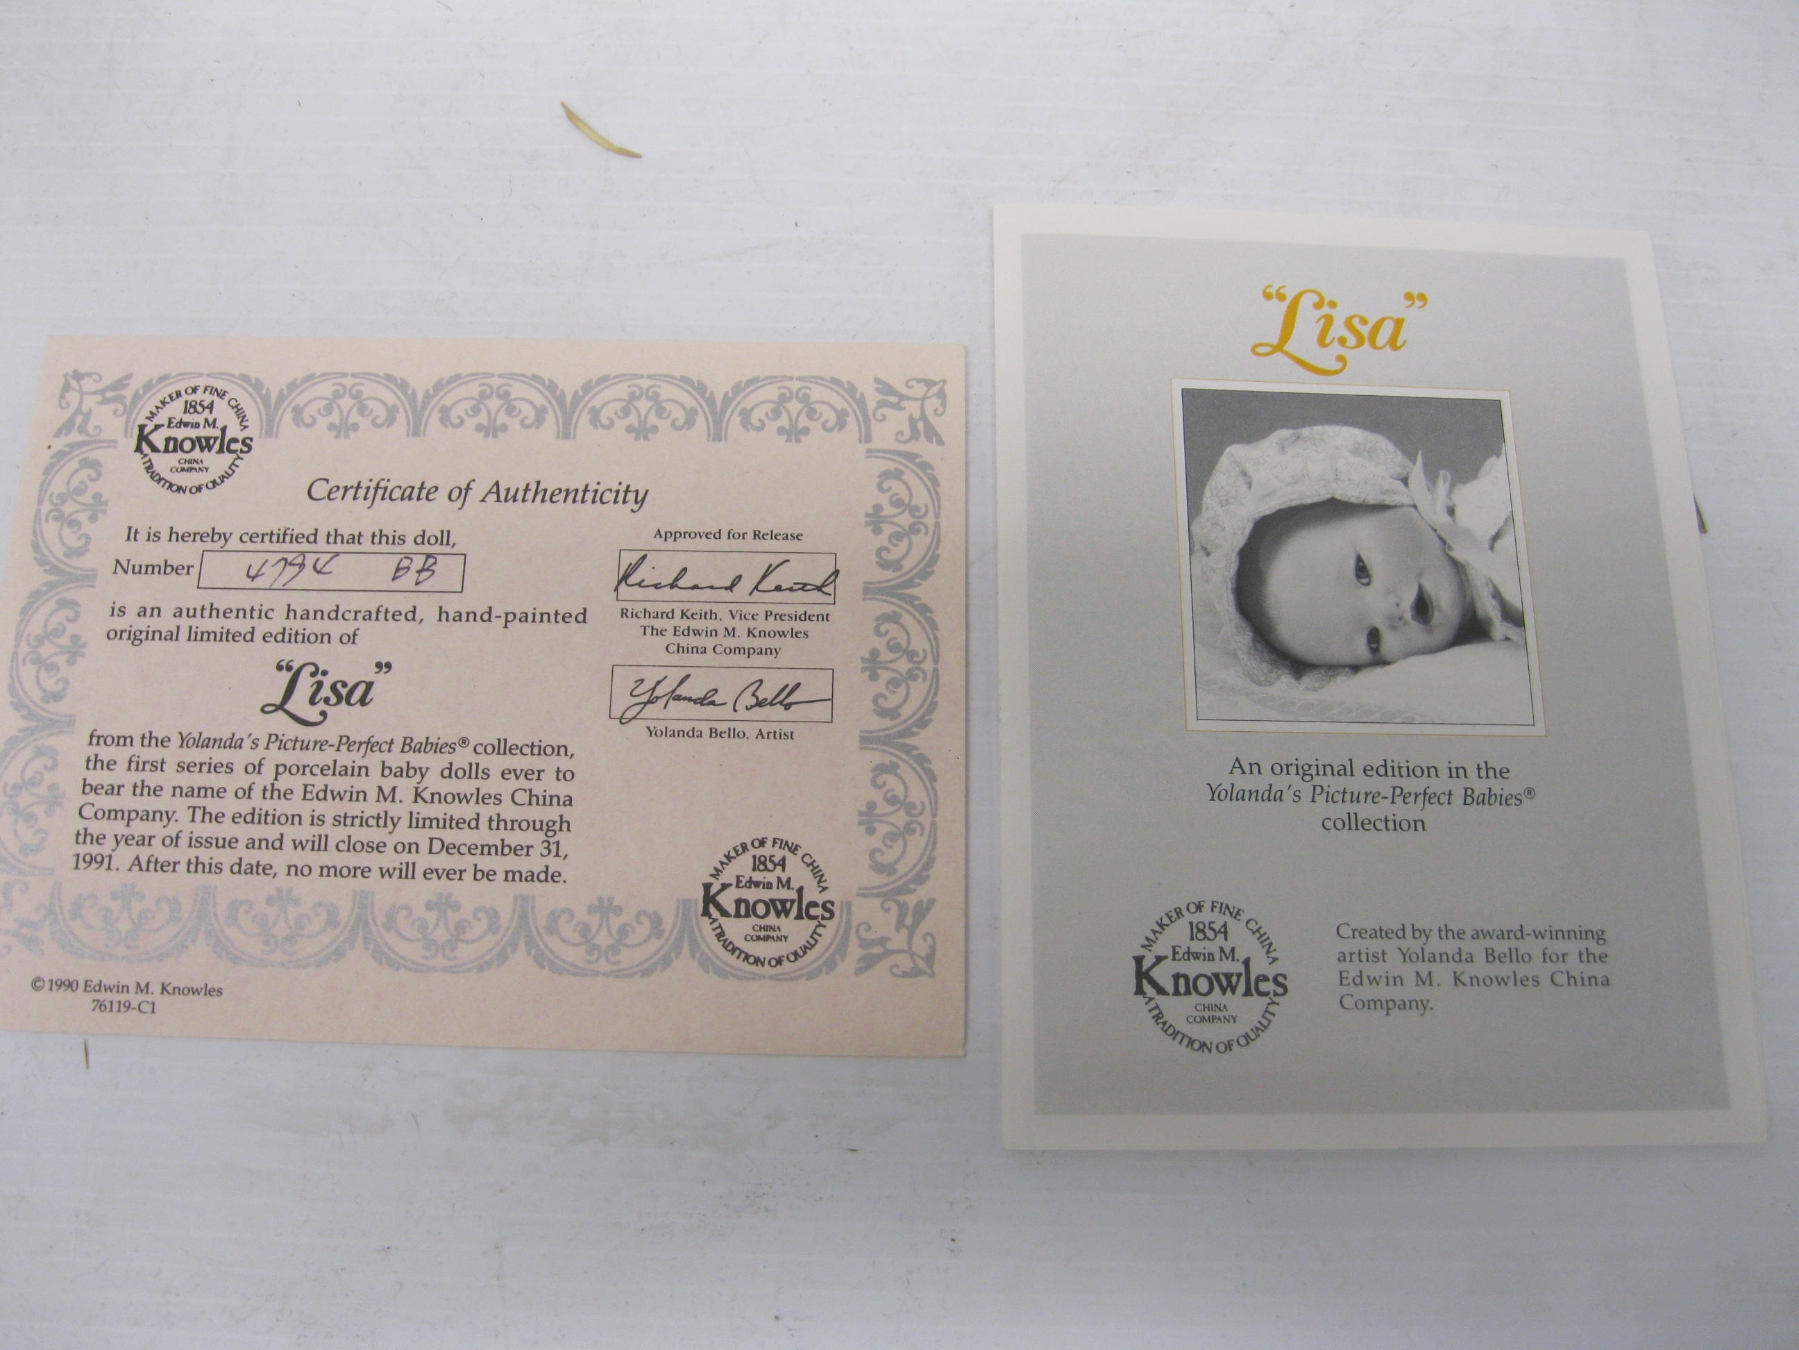 MAKER OF FINE CHINA
1854
Edwin M.
Knowles
CHINA
COMPANY
A TRADITION OF QUALITY
Certificate of Authenticity
It is hereby certified that this doll,
Number 4794 BB
is an authentic handcrafted, hand-painted
original limited edition of
"Lisa"
from the Yolanda's Picture-Perfect Babies® collection,
the first series of porcelain baby dolls ever to
bear the name of the Edwin M. Knowles China
Company. The edition is strictly limited through
the year of issue and will close on December 31,
1991. After this date, no more will ever be made.
Approved for Release
Richard Keith
Richard Keith, Vice President
The Edwin M. Knowles
China Company
Yolanda Bello
Yolanda Bello, Artist
MAKER OF FINE CHINA
1854
Edwin M.
Knowles
CHINA
COMPANY
A TRADITION OF QUALITY
©1990 Edwin M. Knowles
76119-C1
"Lisa"
An original edition in the
Yolanda's Picture-Perfect Babies®
collection
MAKER OF FINE CHINA
1854
Edwin M.
Knowles
CHINA
COMPANY
A TRADITION OF QUALITY
Created by the award-winning
artist Yolanda Bello for the
Edwin M. Knowles China
Company.